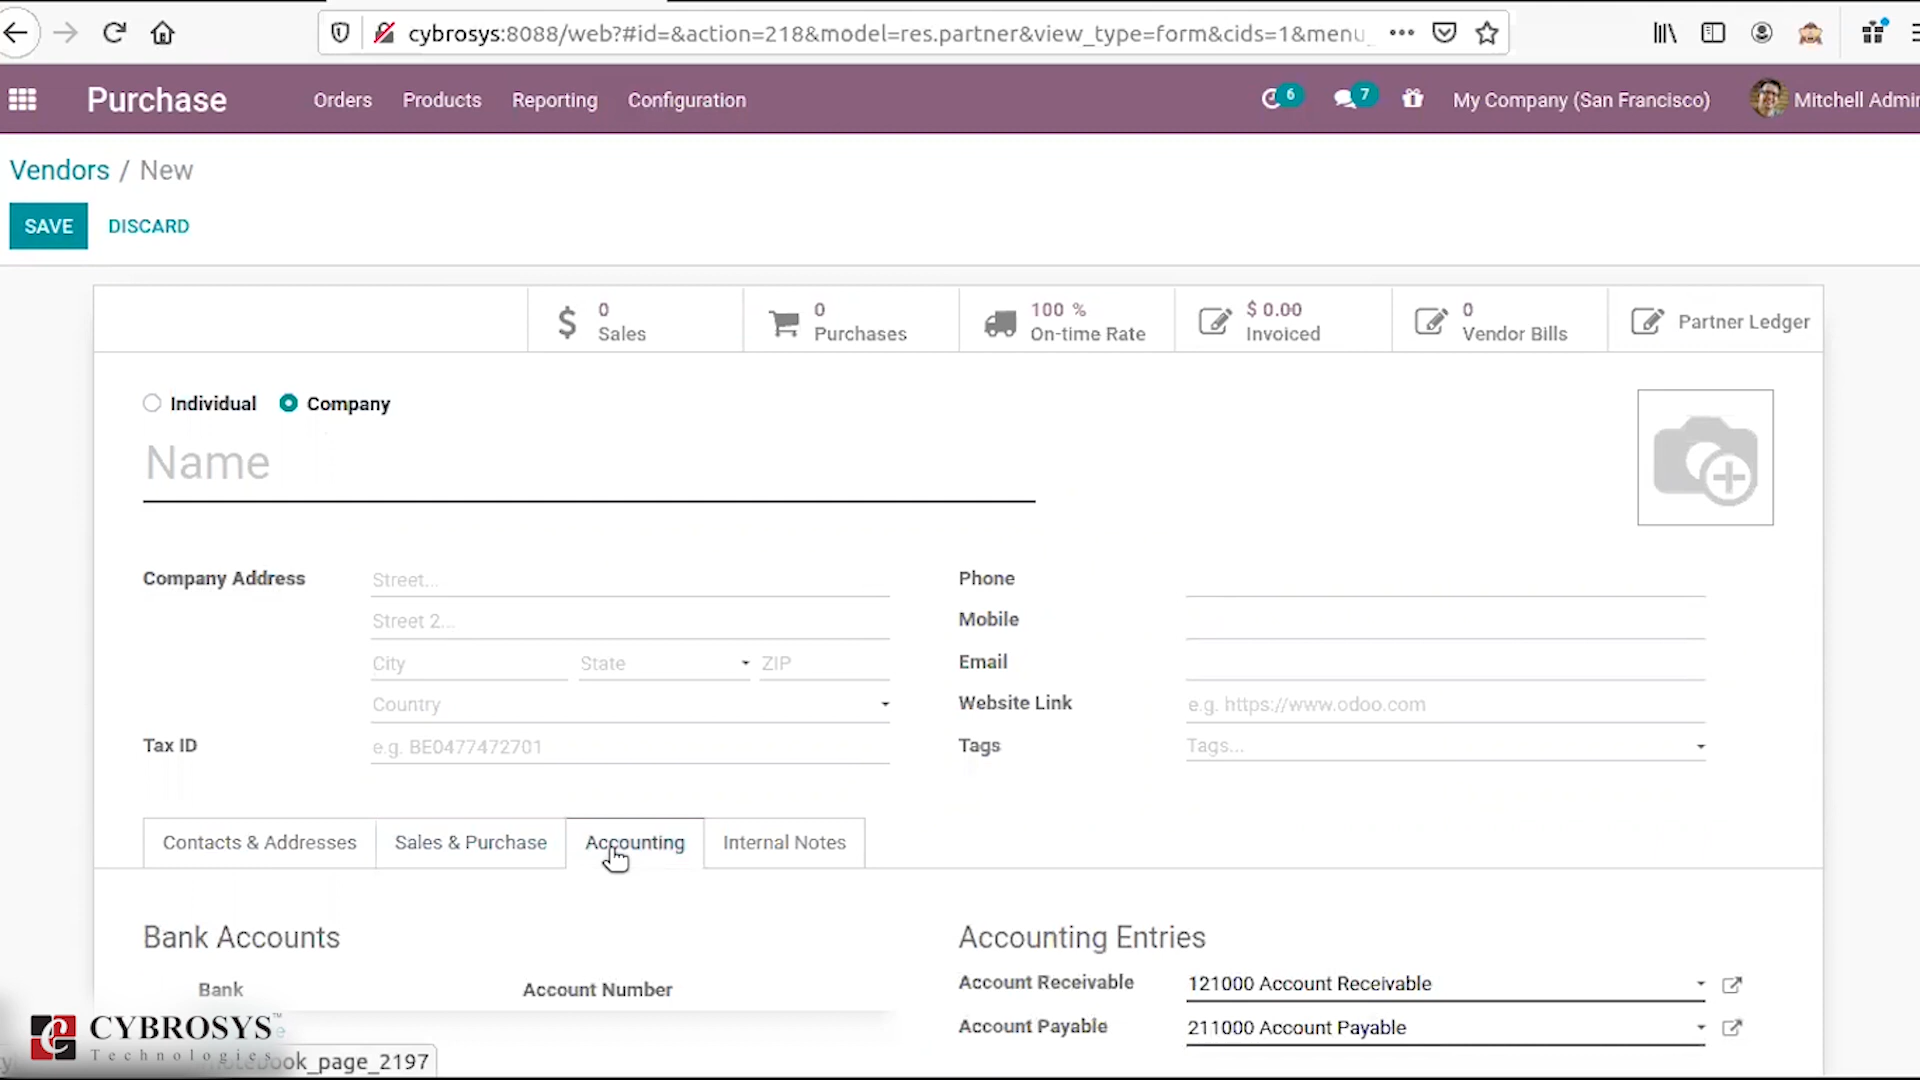 cybrosys:8088/web?#id=&action=218&model=res.partner&view_type=form&cids=1&menu_
Purchase Orders Products Reporting Configuration 6 7 My Company (San Francisco) Mitchell Admin
Vendors / New
SAVE DISCARD
0 Sales
0 Purchases
100 % On-time Rate
$ 0.00 Invoiced
0 Vendor Bills
Partner Ledger
Individual Company
Name
Company Address Street...
Street 2...
City State ZIP
Country
Tax ID e.g. BE0477472701
Phone
Mobile
Email
Website Link e.g. https://www.odoo.com
Tags Tags...
Contacts & Addresses Sales & Purchase Accounting Internal Notes
Bank Accounts
Bank Account Number
Accounting Entries
Account Receivable 121000 Account Receivable
Account Payable 211000 Account Payable
CYBROSYS™
Technologies
book_page_2197